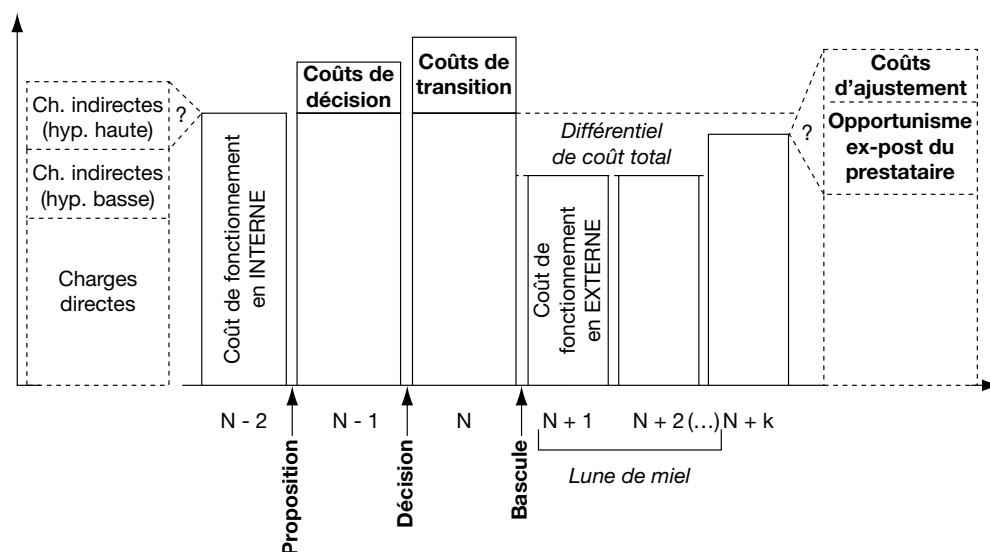 Ch. indirectes
(hyp. haute)
?
Ch. indirectes
(hyp. basse)
Charges
directes
Coût de fonctionnement
en INTERNE
Coûts de
décision
Coûts de
transition
Différentiel
de coût total
Coût de
fonctionnement
en EXTERNE
?
Coûts
d'ajustement
Opportunisme
ex-post du
prestataire
N - 2
N - 1
N
N + 1
N + 2
(…)
N + k
Proposition
Décision
Bascule
Lune de miel